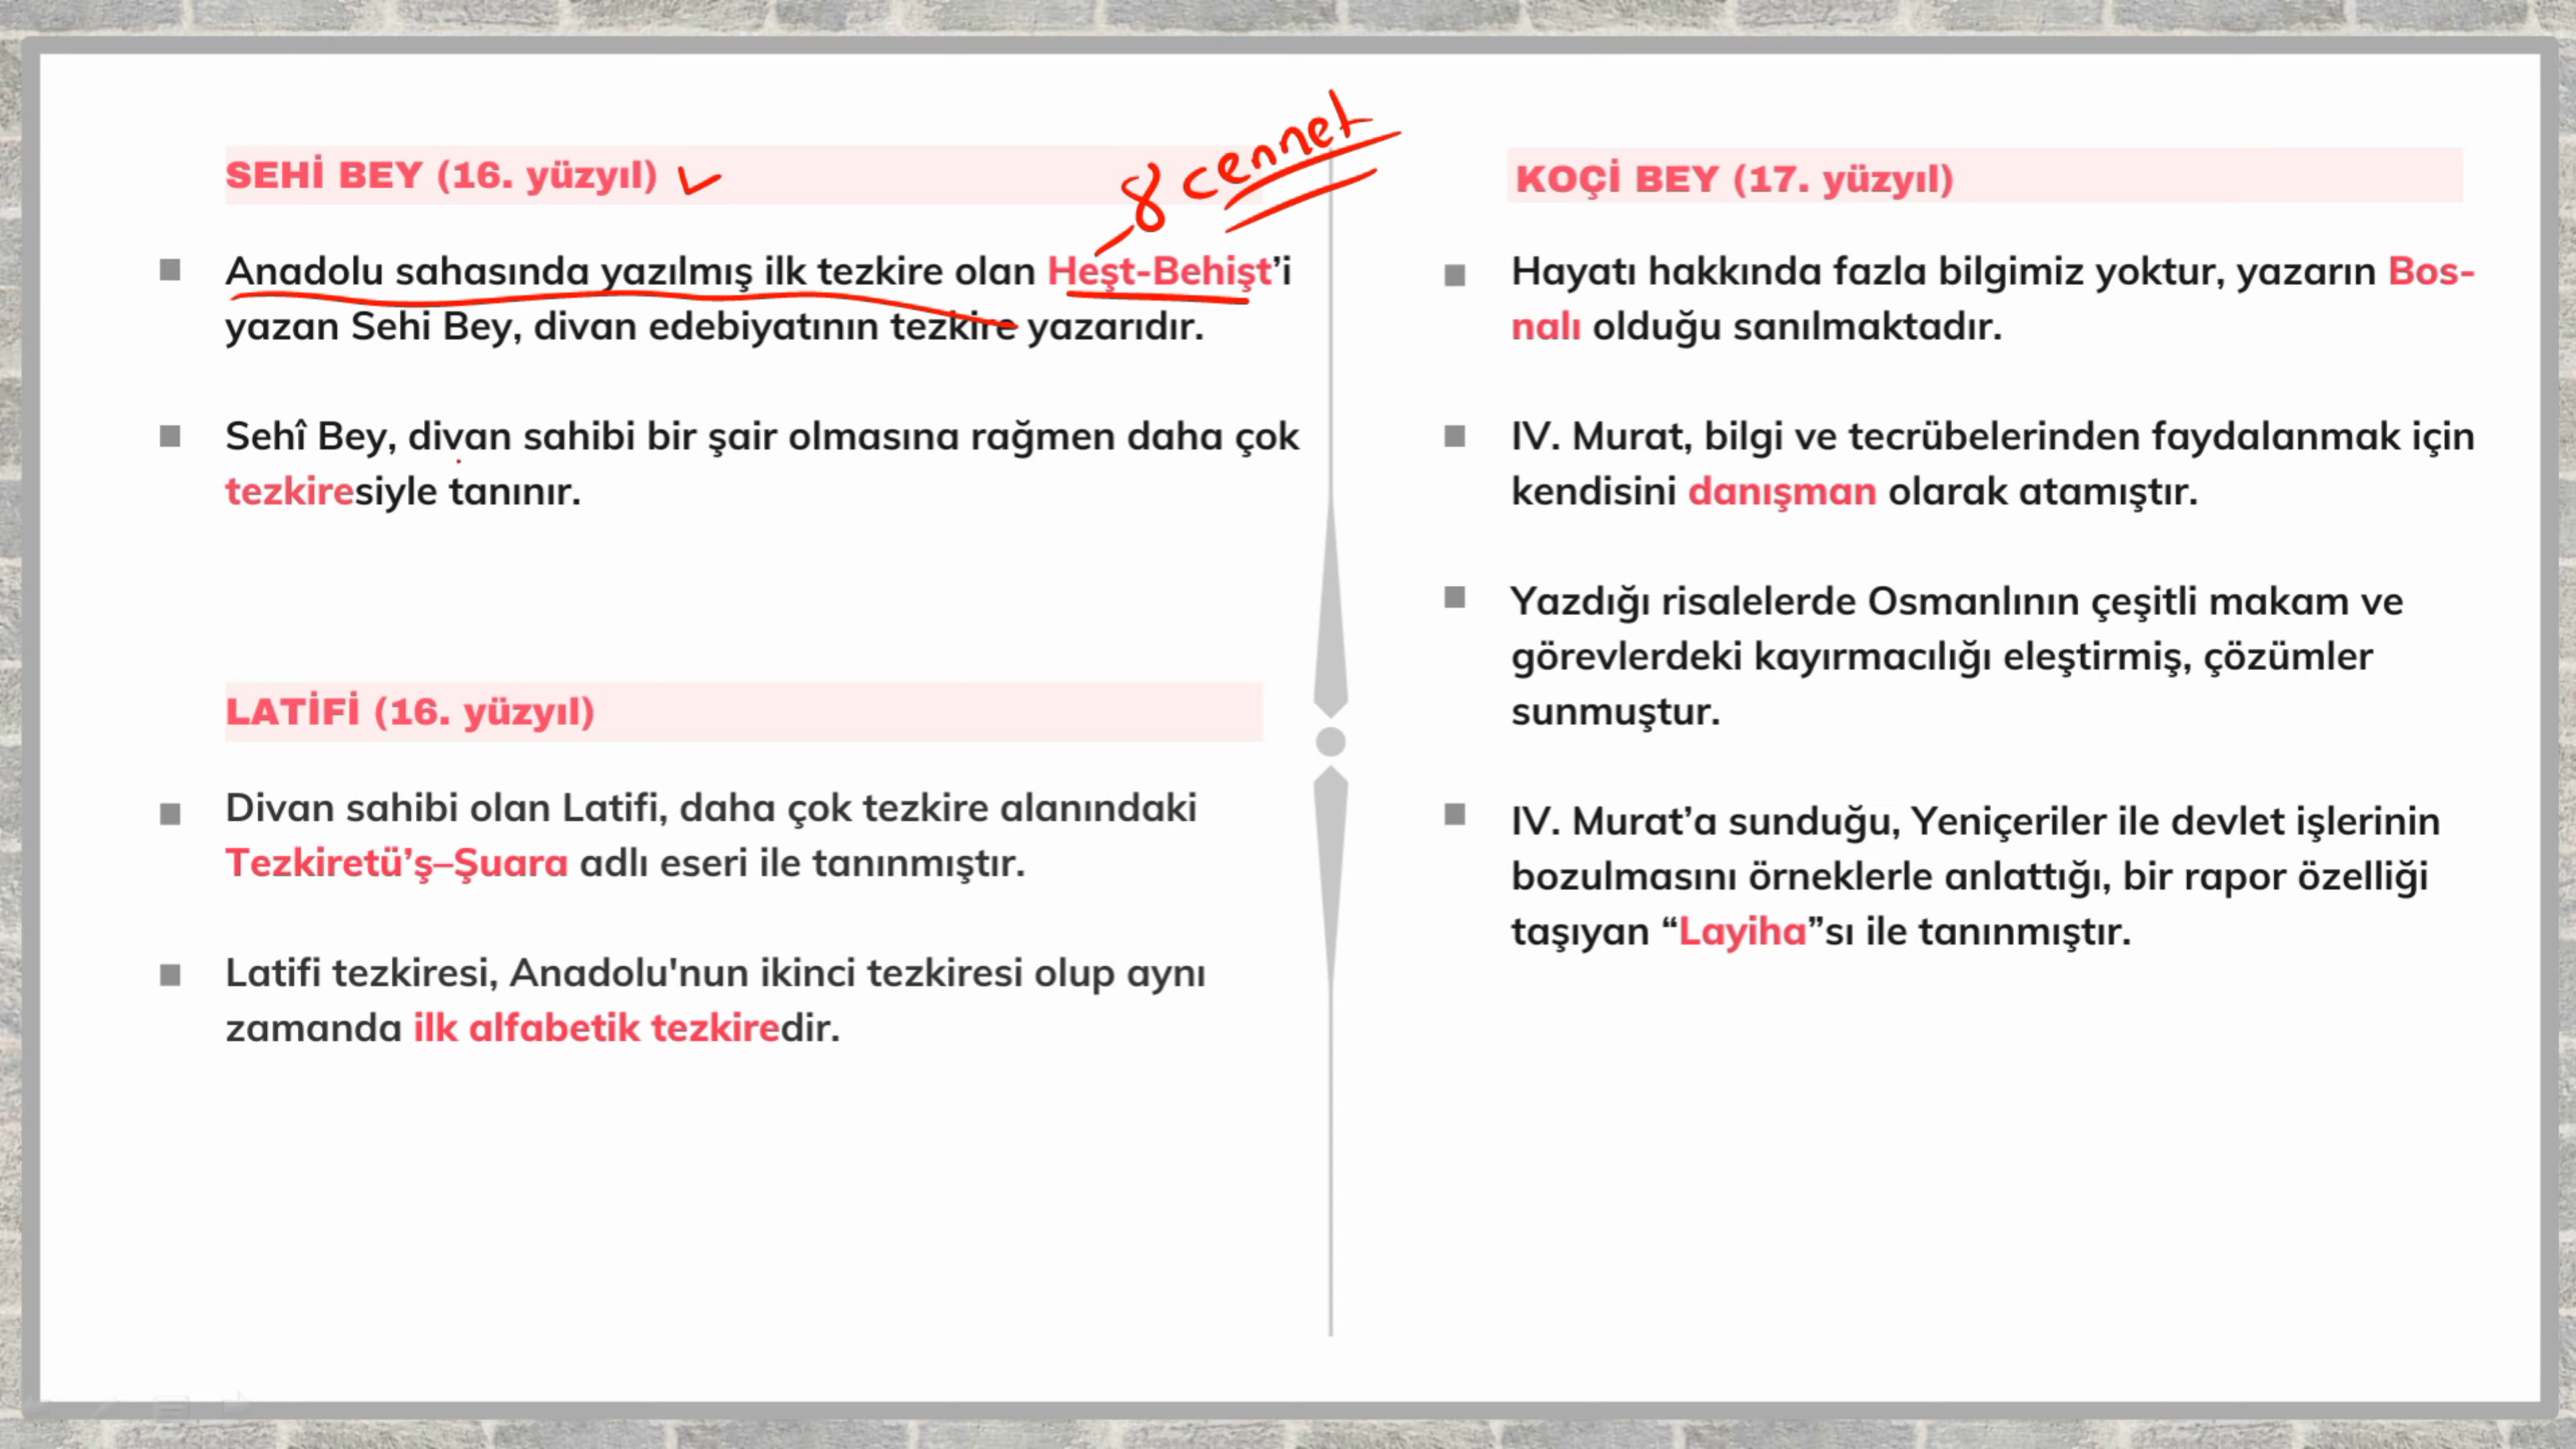 SEHİ BEY (16. yüzyıl)
8 cennet
Anadolu sahasında yazılmış ilk tezkire olan Heşt-Behişt’i
yazan Sehi Bey, divan edebiyatının tezkire yazarıdır.
Sehî Bey, divan sahibi bir şair olmasına rağmen daha çok
tezkiresiyle tanınır.
LATİFİ (16. yüzyıl)
Divan sahibi olan Latifi, daha çok tezkire alanındaki
Tezkiretü’ş–Şuara adlı eseri ile tanınmıştır.
Latifi tezkiresi, Anadolu'nun ikinci tezkiresi olup aynı
zamanda ilk alfabetik tezkiredir.
KOÇİ BEY (17. yüzyıl)
Hayatı hakkında fazla bilgimiz yoktur, yazarın Bos-
nalı olduğu sanılmaktadır.
IV. Murat, bilgi ve tecrübelerinden faydalanmak için
kendisini danışman olarak atamıştır.
Yazdığı risalelerde Osmanlının çeşitli makam ve
görevlerdeki kayırmacılığı eleştirmiş, çözümler
sunmuştur.
IV. Murat’a sunduğu, Yeniçeriler ile devlet işlerinin
bozulmasını örneklerle anlattığı, bir rapor özelliği
taşıyan “Layiha”sı ile tanınmıştır.